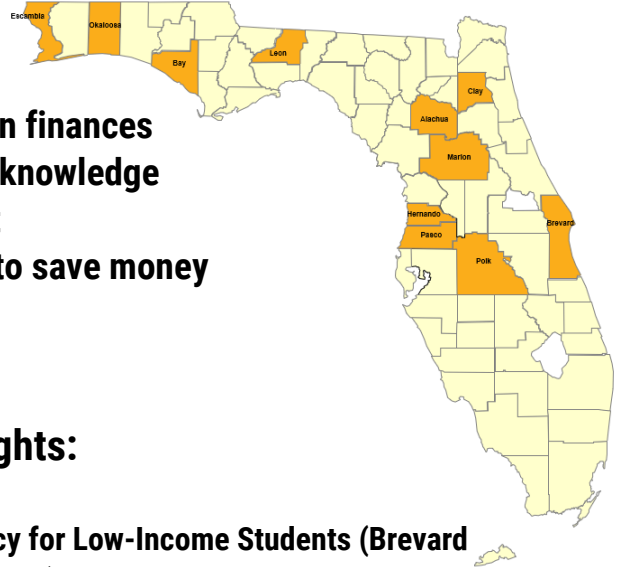 Escambia
Okaloosa
Bay
Leon
Clay
Alachua
Marion
Hernando
Pasco
Polk
Brevard
n finances
knowledge
to save money
ghts:
cy for Low-Income Students (Brevard